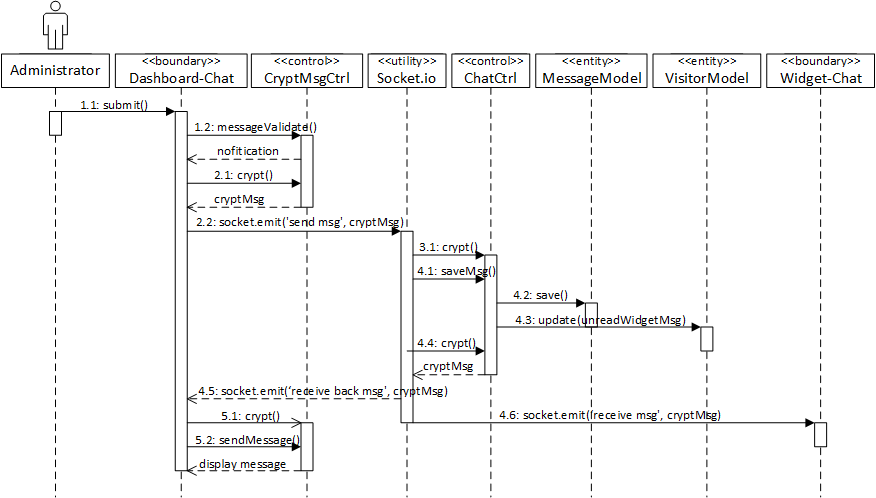 Administrator
<<boundary>>
Dashboard-Chat
<<control>>
CryptMsgCtrl
<<utility>>
Socket.io
<<control>>
ChatCtrl
<<entity>>
MessageModel
<<entity>>
VisitorModel
<<boundary>>
Widget-Chat
1.1: submit()
1.2: messageValidate()
nofitication
2.1: crypt()
cryptMsg
2.2: socket.emit('send msg', cryptMsg)
3.1: crypt()
4.1: saveMsg()
4.2: save()
4.3: update(unreadWidgetMsg)
4.4: crypt()
cryptMsg
4.5: socket.emit('receive back msg', cryptMsg)
4.6: socket.emit('receive msg', cryptMsg)
5.1: crypt()
5.2: sendMessage()
display message